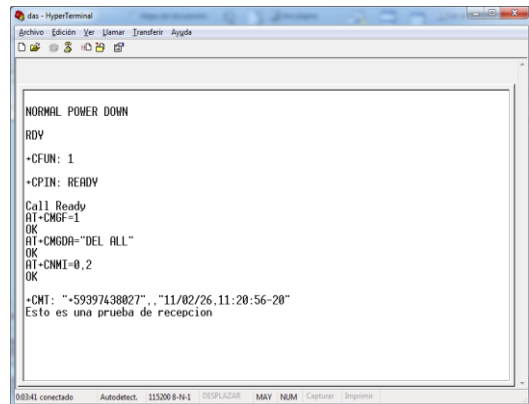 das - HyperTerminal
Archivo Edición Ver Llamar Transferir Ayuda
NORMAL POWER DOWN
RDY
+CFUN: 1
+CPIN: READY
Call Ready
AT+CMGF=1
OK
AT+CMGDA="DEL ALL"
OK
AT+CNMI=0,2
OK
+CMT: "+59397438027",,"11/02/26,11:20:56-20"
Esto es una prueba de recepcion
0:03:41 conectado Autodetect. 115200 8-N-1 DESPLAZAR MAY NUM Capturar Imprimir